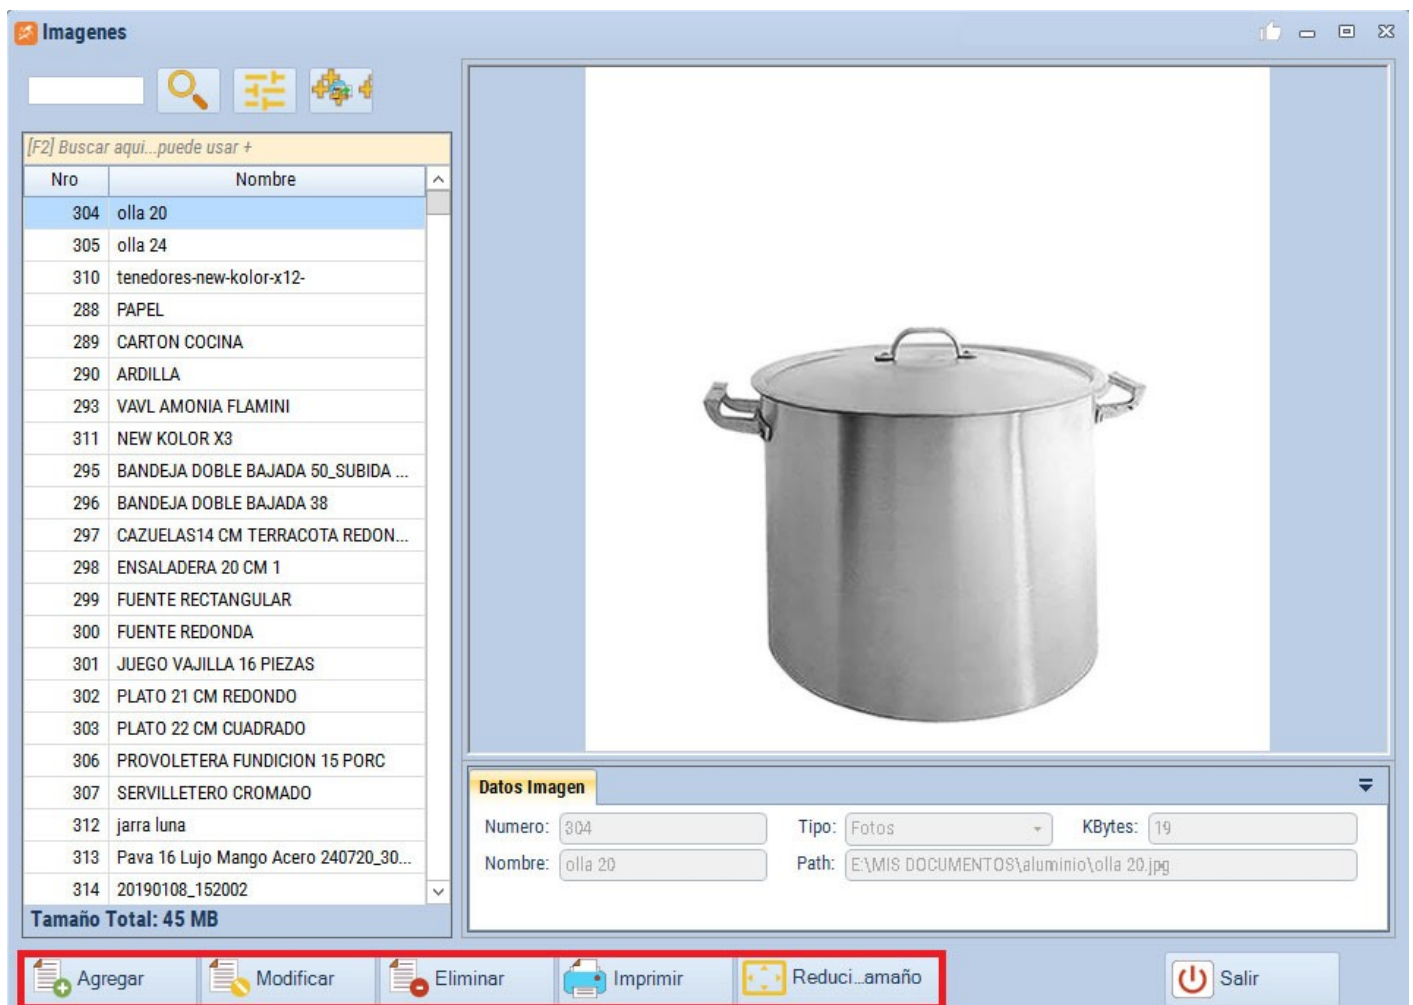 Imagenes
[F2] Buscar aqui...puede usar +
Nro Nombre
304 olla 20
305 olla 24
310 tenedores-new-kolor-x12-
288 PAPEL
289 CARTON COCINA
290 ARDILLA
293 VAVL AMONIA FLAMINI
311 NEW KOLOR X3
295 BANDEJA DOBLE BAJADA 50_SUBIDA ...
296 BANDEJA DOBLE BAJADA 38
297 CAZUELAS14 CM TERRACOTA REDON...
298 ENSALADERA 20 CM 1
299 FUENTE RECTANGULAR
300 FUENTE REDONDA
301 JUEGO VAJILLA 16 PIEZAS
302 PLATO 21 CM REDONDO
303 PLATO 22 CM CUADRADO
306 PROVOLETERA FUNDICION 15 PORC
307 SERVILLETERO CROMADO
312 jarra luna
313 Pava 16 Lujo Mango Acero 240720_30...
314 20190108_152002
Tamaño Total: 45 MB
Datos Imagen
Numero: 304 Tipo: Fotos KBytes: 19
Nombre: olla 20 Path: E:\MIS DOCUMENTOS\aluminio\olla 20.jpg
Agregar Modificar Eliminar Imprimir Reduci...amaño Salir